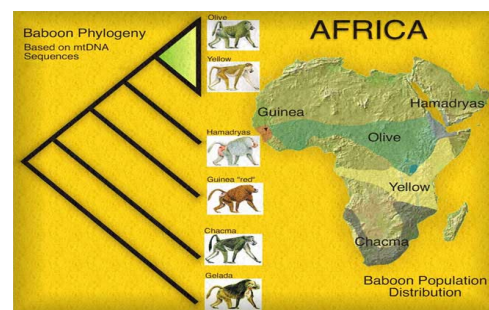 Baboon Phylogeny
Based on mtDNA
Sequences
Olive
Yellow
Hamadryas
Guinea "red"
Chacma
Gelada
AFRICA
Guinea
Hamadryas
Olive
Yellow
Chacma
Baboon Population
Distribution